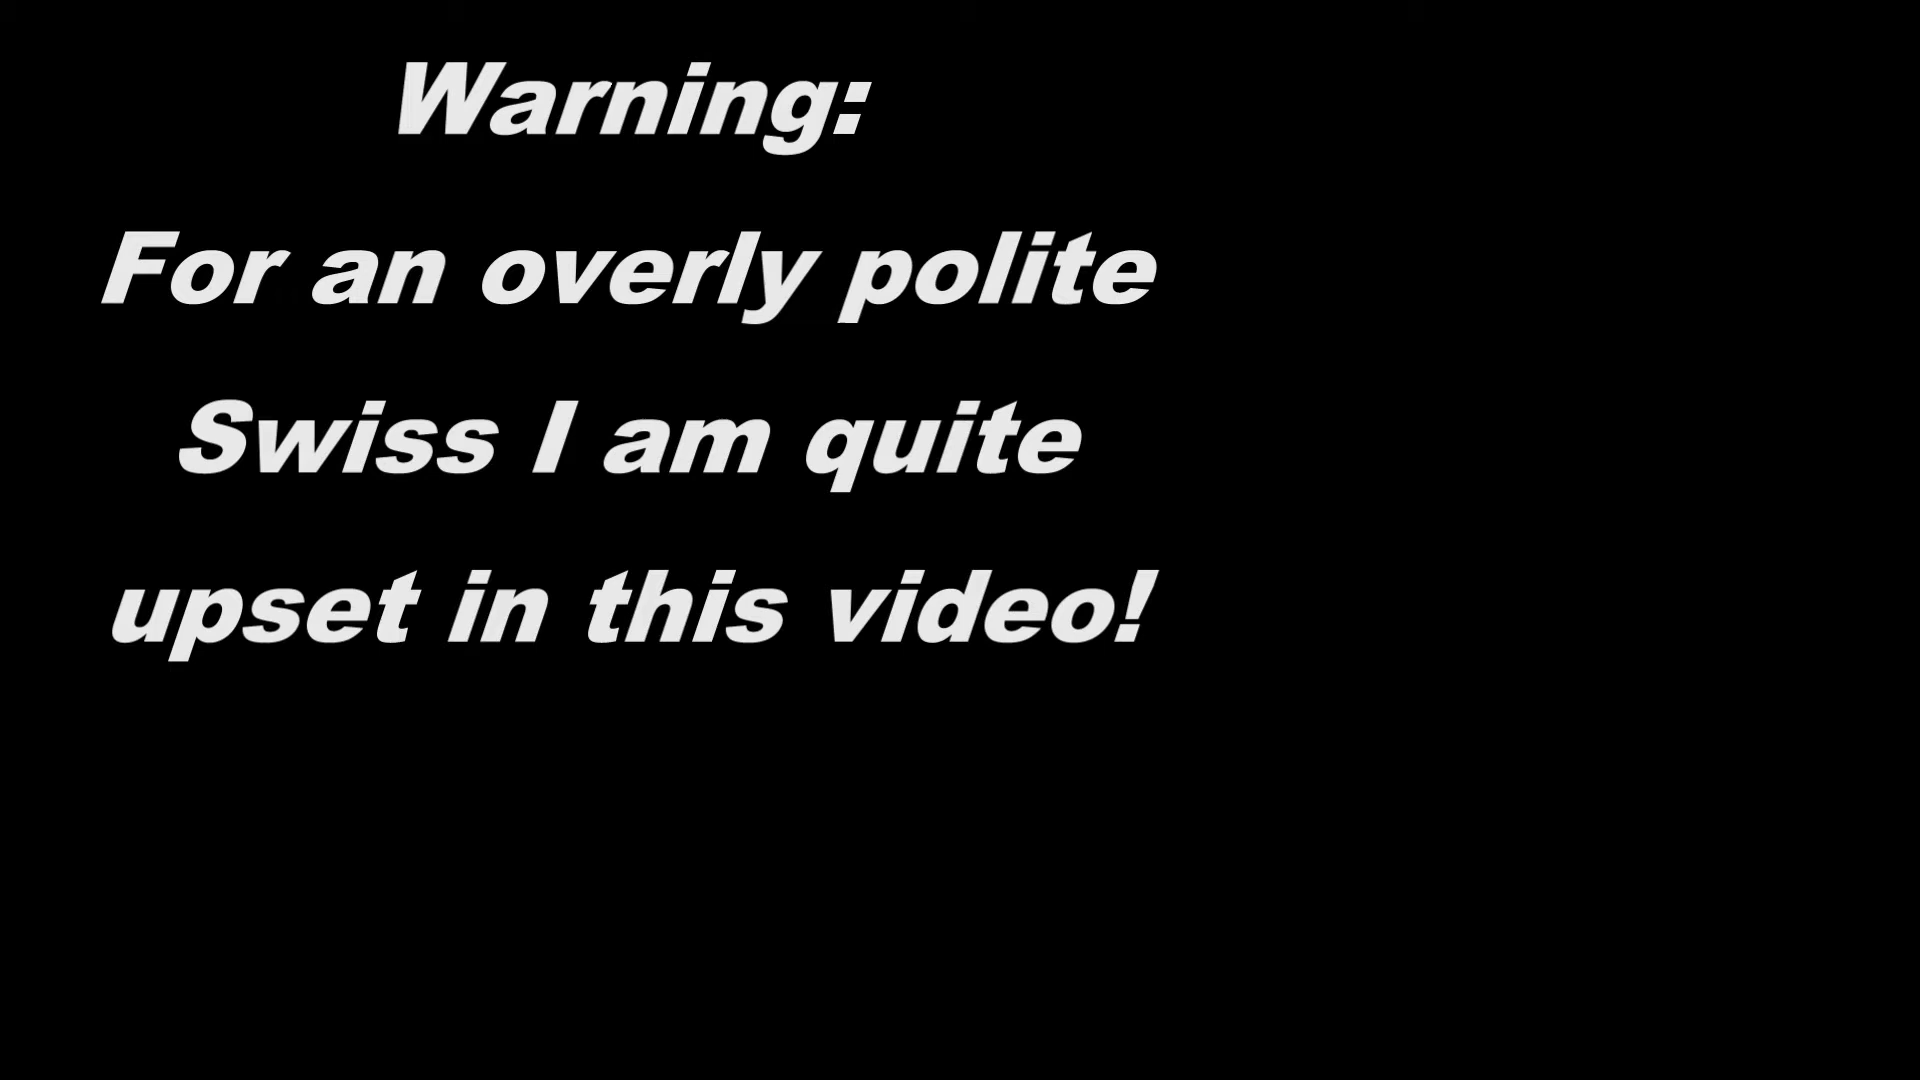 Warning:
For an overly polite
Swiss I am quite
upset in this video!